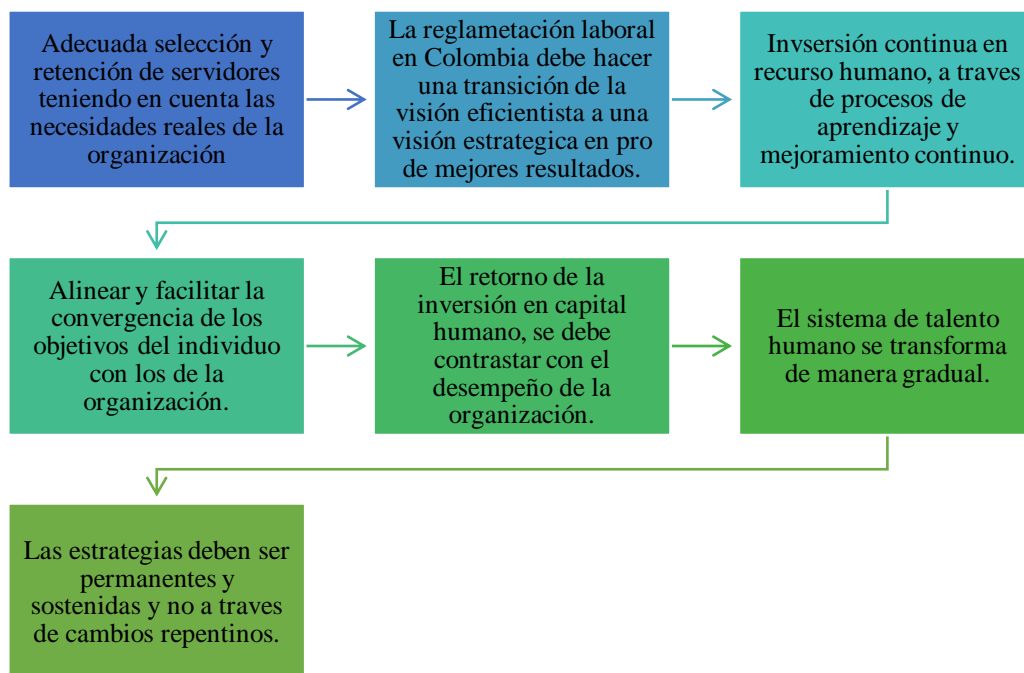 Adecuada selección y
retención de servidores
teniendo en cuenta las
necesidades reales de la
organización
La reglametación laboral
en Colombia debe hacer
una transición de la
visión eficientista a una
visión estrategica en pro
de mejores resultados.
Invsersión continua en
recurso humano, a traves
de procesos de
aprendizaje y
mejoramiento continuo.
Alinear y facilitar la
convergencia de los
objetivos del individuo
con los de la
organización.
El retorno de la
inversión en capital
humano, se debe
contrastar con el
desempeño de la
organización.
El sistema de talento
humano se transforma
de manera gradual.
Las estrategias deben ser
permanentes y
sostenidas y no a traves
de cambios repentinos.